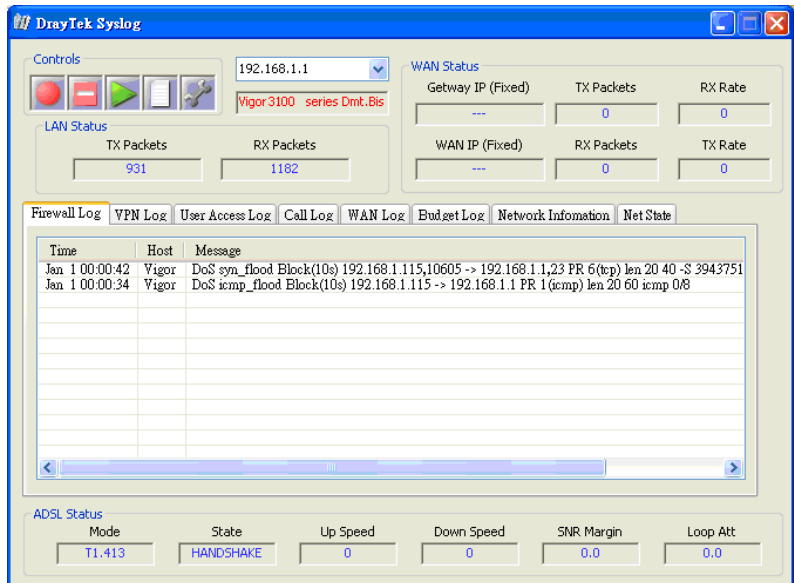 DrayTek Syslog
Controls
192.168.1.1
Vigor3100 series Dmt.Bis
LAN Status
TX Packets RX Packets
931 1182
WAN Status
Getway IP (Fixed) TX Packets RX Rate
--- 0 0
WAN IP (Fixed) RX Packets TX Rate
--- 0 0
Firewall Log VPN Log User Access Log Call Log WAN Log Budget Log Network Infomation Net State
Time Host Message
Jan 1 00:00:42 Vigor DoS syn_flood Block(10s) 192.168.1.115,10605 -> 192.168.1.1,23 PR 6(tcp) len 20 40 -S 3943751
Jan 1 00:00:34 Vigor DoS icmp_flood Block(10s) 192.168.1.115 -> 192.168.1.1 PR 1(icmp) len 20 60 icmp 0/8
ADSL Status
Mode State Up Speed Down Speed SNR Margin Loop Att
T1.413 HANDSHAKE 0 0 0.0 0.0